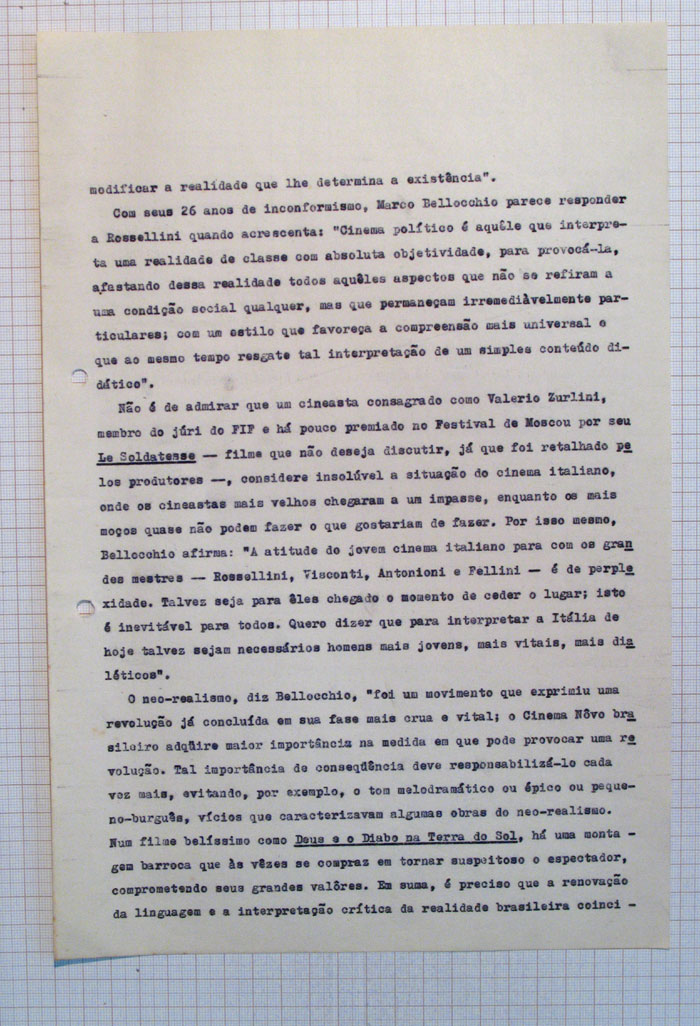 modificar a realidade que lhe determina a existência".
Com seus 26 anos de inconformismo, Marco Bellocchio parece responder
a Rossellini quando acrescenta: "Cinema político é aquêle que interpre-
ta uma realidade de classe com absoluta objetividade, para provocá-la,
afastando dessa realidade todos aquêles aspectos que não se refiram a
uma condição social qualquer, mas que permaneçam irremediàvelmente par-
ticulares; com um estilo que favoreça a compreensão mais universal e
que ao mesmo tempo resgate tal interpretação de um simples conteúdo di-
dático".
Não é de admirar que um cineasta consagrado como Valerio Zurlini,
membro do júri do FIF e há pouco premiado no Festival de Moscou por seu
Le Soldatesse — filme que não deseja discutir, já que foi retalhado pe
los produtores —, considere insolúvel a situação do cinema italiano,
onde os cineastas mais velhos chegaram a um impasse, enquanto os mais
moços quase não podem fazer o que gostariam de fazer. Por isso mesmo,
Bellocchio afirma: "A atitude do jovem cinema italiano para com os gran
des mestres — Rossellini, Visconti, Antonioni e Fellini — é de perple
xidade. Talvez seja para êles chegado o momento de ceder o lugar; isto
é inevitável para todos. Quero dizer que para interpretar a Itália de
hoje talvez sejam necessários homens mais jovens, mais vitais, mais dia
léticos".
O neo-realismo, diz Bellocchio, "foi um movimento que exprimiu uma
revolução já concluída em sua fase mais crua e vital; o Cinema Nôvo bra
sileiro adqüire maior importância na medida em que pode provocar uma re
volução. Tal importância de conseqüência deve responsabilizá-lo cada
vez mais, evitando, por exemplo, o tom melodramático ou épico ou peque-
no-burguês, vícios que caracterizavam algumas obras do neo-realismo.
Num filme belíssimo como Deus e o Diabo na Terra do Sol, há uma monta -
gem barroca que às vêzes se compraz em tornar suspeitoso o espectador,
comprometendo seus grandes valôres. Em suma, é preciso que a renovação
da linguagem e a interpretação crítica da realidade brasileira coinci -